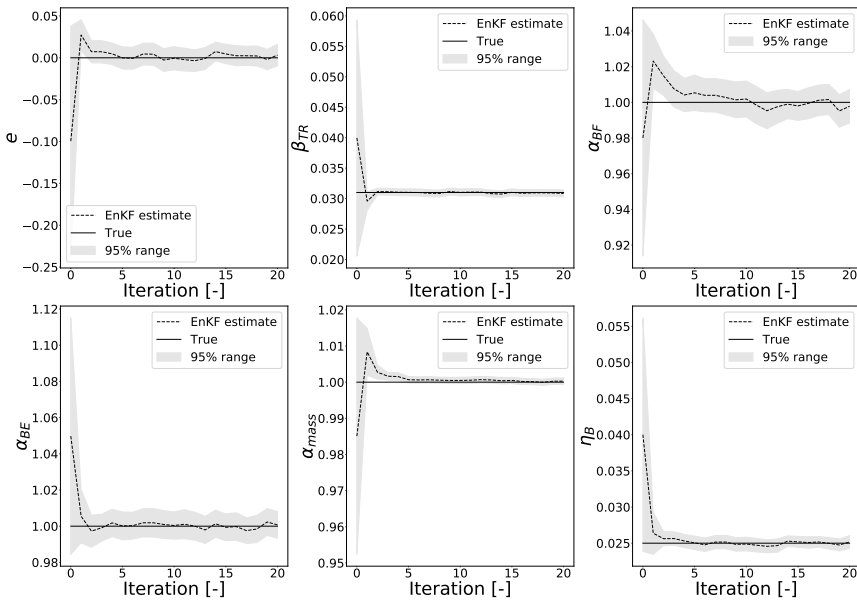 0.05
0.00
−0.05
−0.10
−0.15
−0.20
−0.25
e
EnKF estimate
True
95% range
0 5 10 15 20
Iteration [-]
0.060
0.055
0.050
0.045
0.040
0.035
0.030
0.025
0.020
β_TR
EnKF estimate
True
95% range
0 5 10 15 20
Iteration [-]
1.04
1.02
1.00
0.98
0.96
0.94
0.92
α_BF
EnKF estimate
True
95% range
0 5 10 15 20
Iteration [-]
1.12
1.10
1.08
1.06
1.04
1.02
1.00
0.98
α_BE
EnKF estimate
True
95% range
0 5 10 15 20
Iteration [-]
1.02
1.01
1.00
0.99
0.98
0.97
0.96
0.95
α_mass
EnKF estimate
True
95% range
0 5 10 15 20
Iteration [-]
0.055
0.050
0.045
0.040
0.035
0.030
0.025
η_B
EnKF estimate
True
95% range
0 5 10 15 20
Iteration [-]